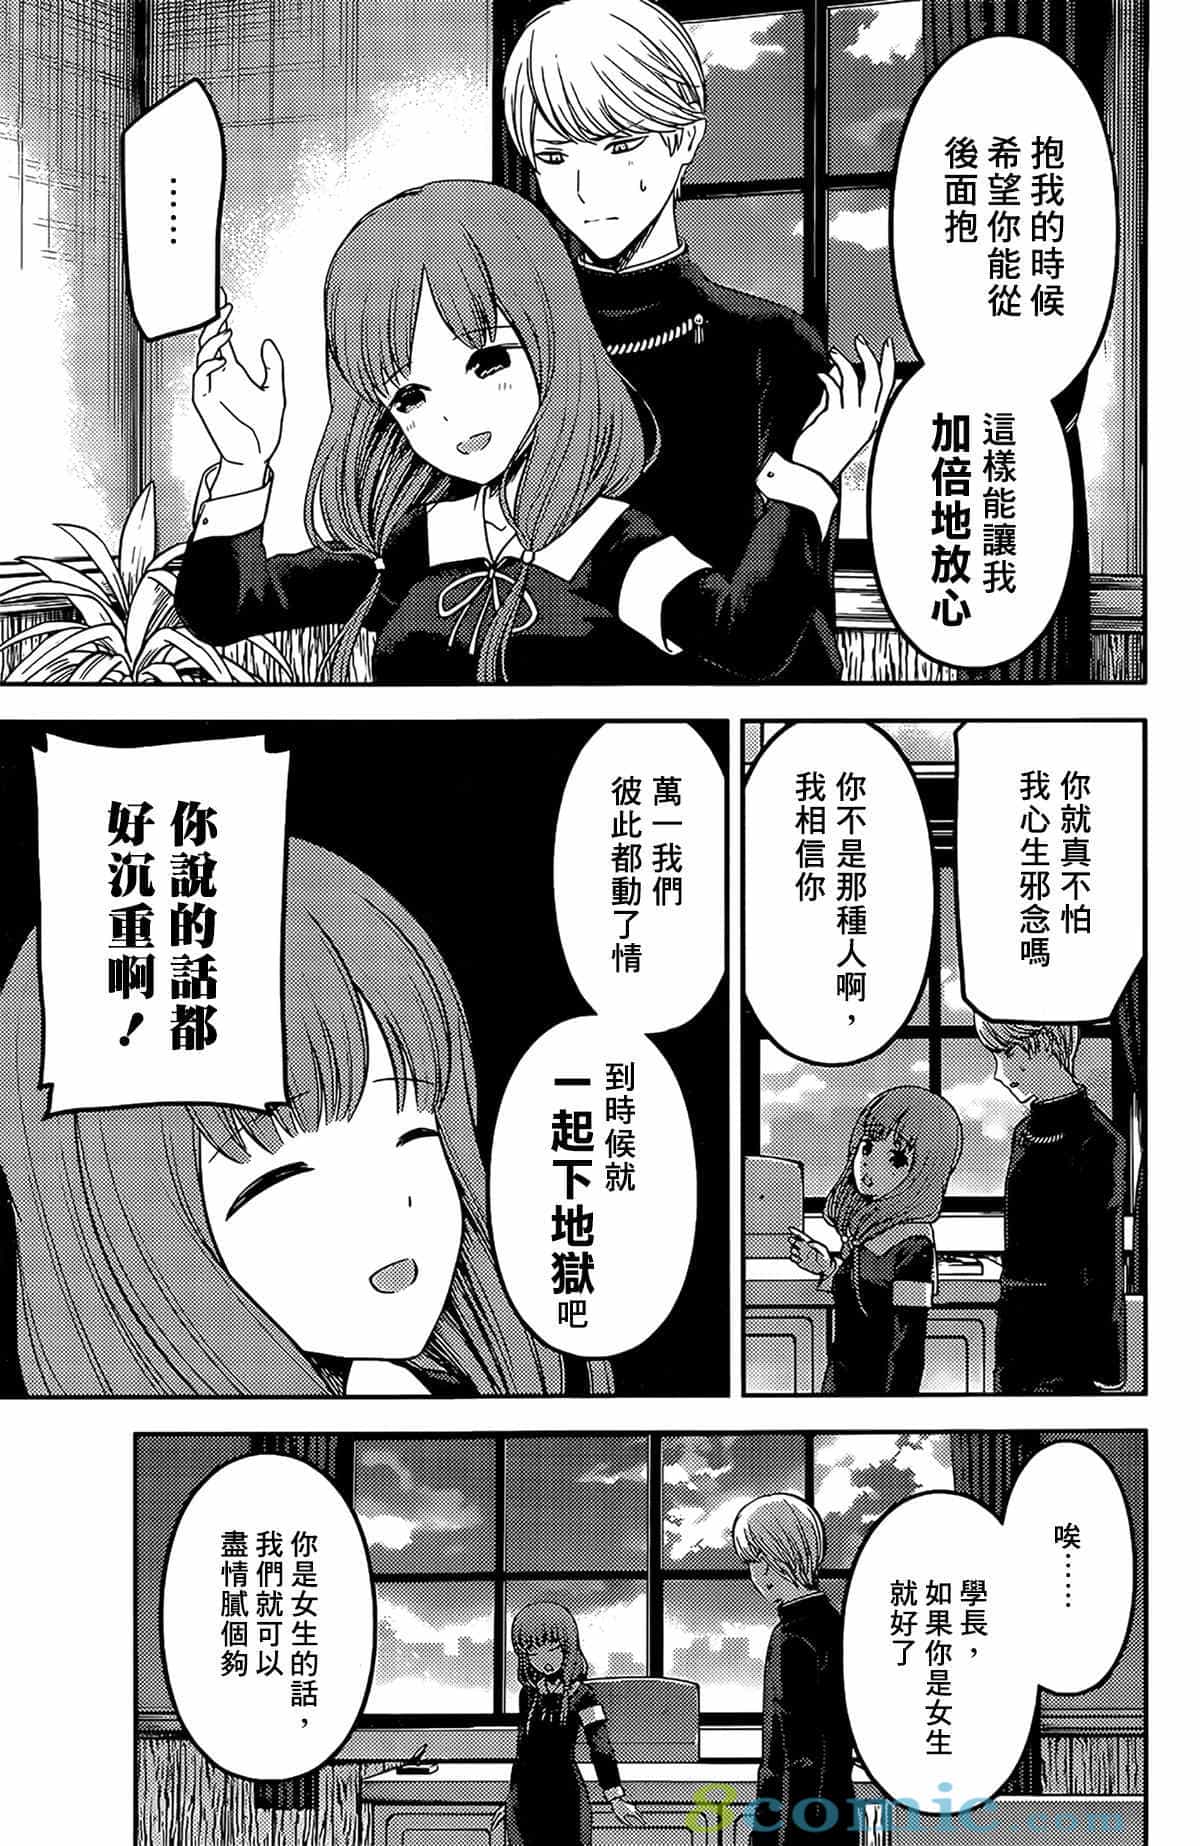 抱我的時候
希望你能從
後面抱
這樣能讓我
加倍地放心
……
你就真不怕
我心生邪念嗎
你不是那種人啊，
我相信你
萬一我們
彼此都動了情
到時候就
一起下地獄吧
你說的話都
好沉重啊！
唉……
學長，
如果你是女生
就好了
你是女生的話，
我們就可以
盡情膩個夠
8comic.com